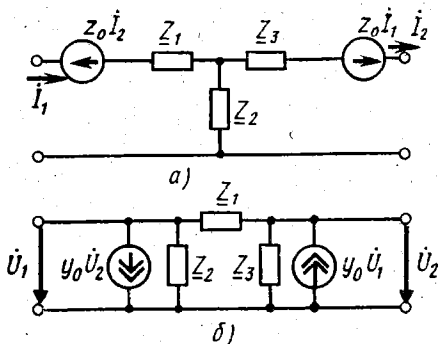 z₀İ₂ Z₁ Z₃ z₀İ₁ İ₂
İ₁ Z₂
а)
Z₁
U̇₁ y₀U̇₂ Z₂ Z₃ y₀U̇₁ U̇₂
б)